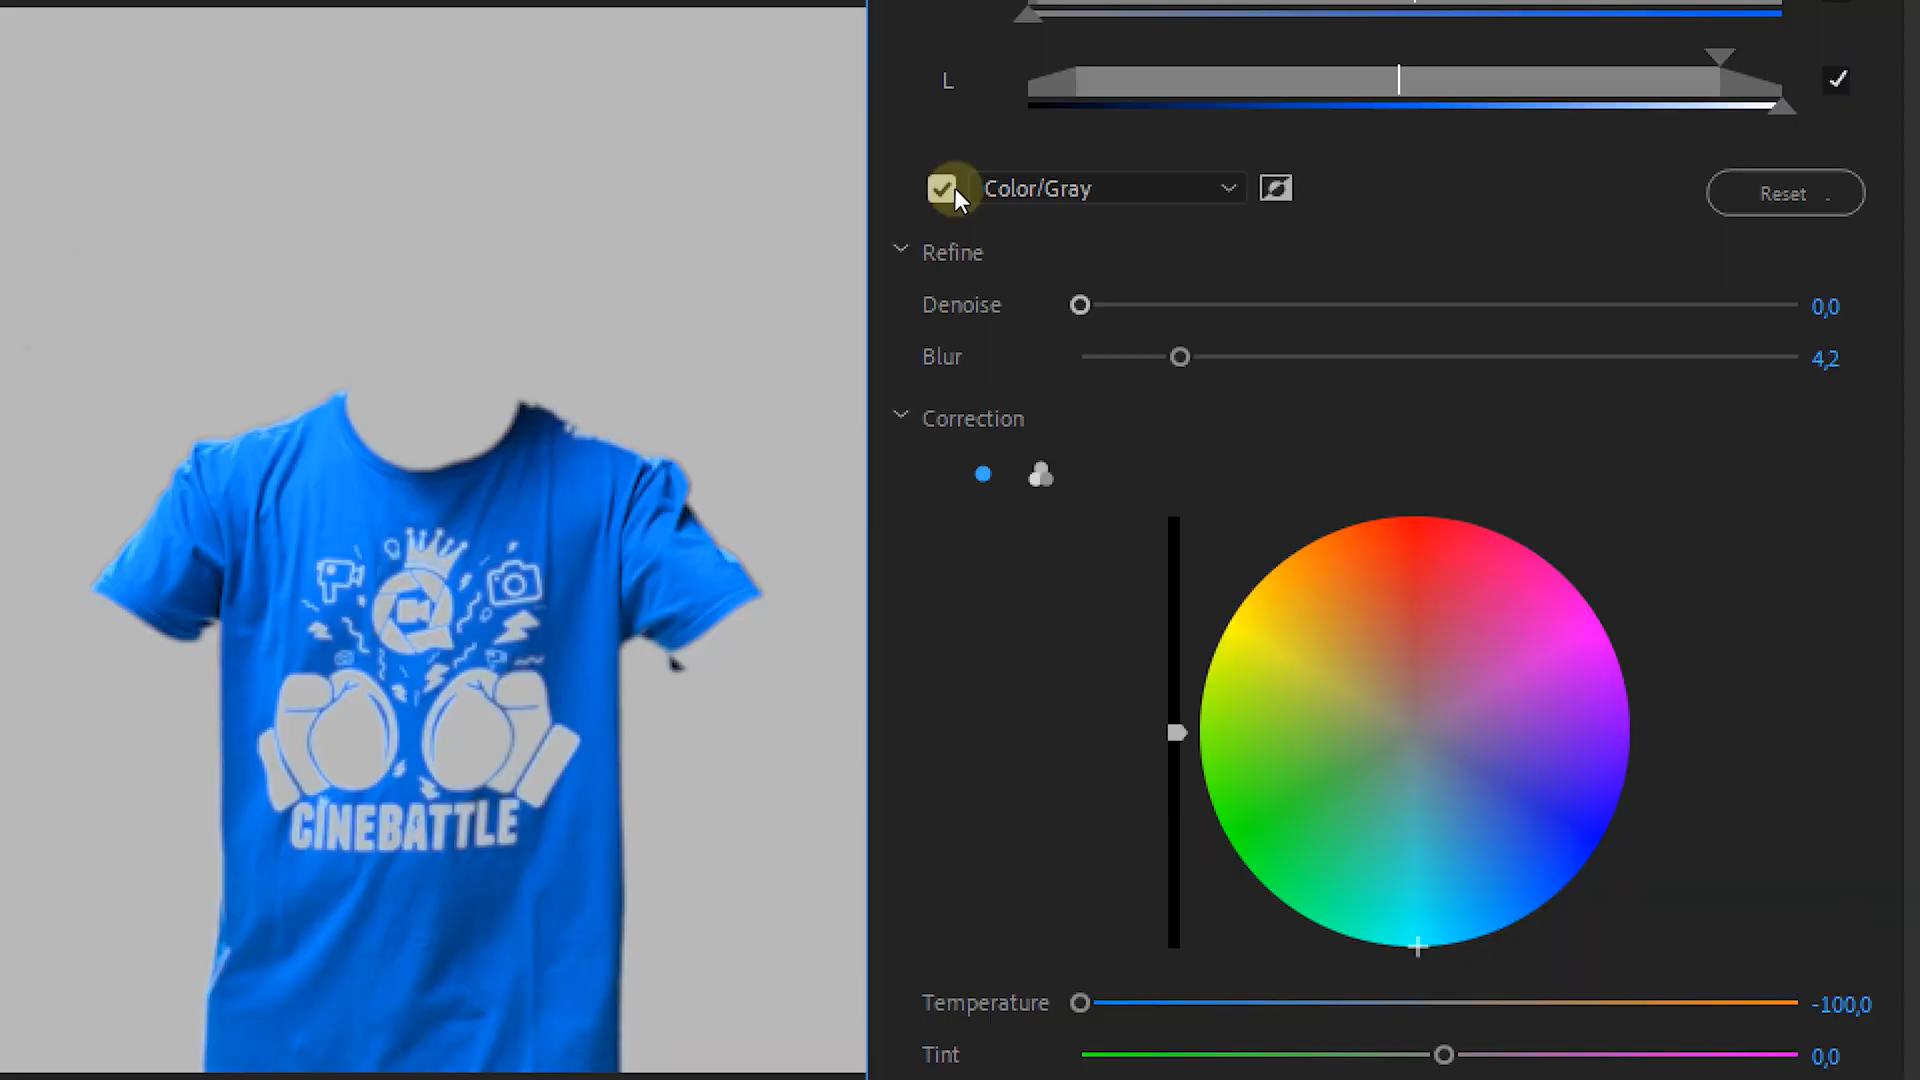 L
Color/Gray
Reset
Refine
Denoise
0,0
Blur
4,2
Correction
CINEBATTLE
Temperature
-100,0
Tint
0,0